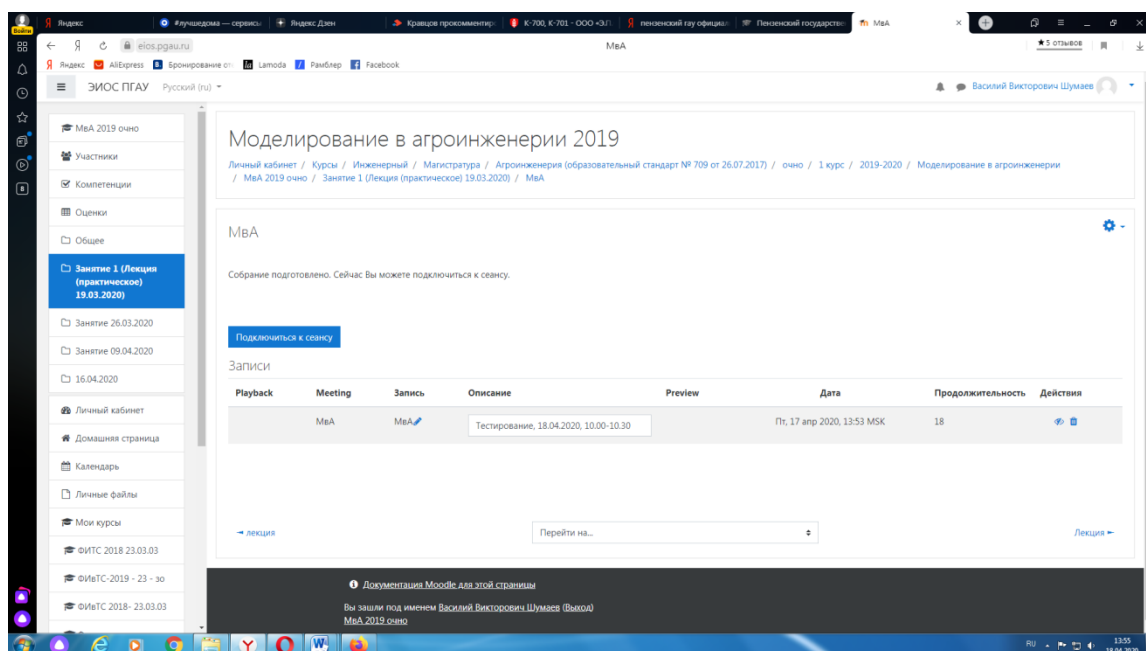 Яндекс
#лучшедома — сервисы
Яндекс Дзен
Кравцов прокомментир
К-700, К-701 - ООО «Э.Л
пензенский гау официал
Пензенский государстве
МвА
Войти
eios.pgau.ru
МвА
★5 отзывов
Яндекс
AliExpress
Бронирование оте
Lamoda
Рамблер
Facebook
ЭИОС ПГАУ Русский (ru)
Василий Викторович Шумаев
МвА 2019 очно
Участники
Компетенции
Оценки
Общее
Занятие 1 (Лекция
(практическое)
19.03.2020)
Занятие 26.03.2020
Занятие 09.04.2020
16.04.2020
Личный кабинет
Домашняя страница
Календарь
Личные файлы
Мои курсы
ФИТС 2018 23.03.03
ФИвТС-2019 - 23 - зо
ФИвТС 2018- 23.03.03
Моделирование в агроинженерии 2019
Личный кабинет / Курсы / Инженерный / Магистратура / Агроинженерия (образовательный стандарт № 709 от 26.07.2017) / очно / 1 курс / 2019-2020 / Моделирование в агроинженерии
/ МвА 2019 очно / Занятие 1 (Лекция (практическое) 19.03.2020) / МвА
МвА
Собрание подготовлено. Сейчас Вы можете подключиться к сеансу.
Подключиться к сеансу
Записи
Playback Meeting Запись Описание Preview Дата Продолжительность Действия
МвА МвА Тестирование, 18.04.2020, 10.00-10.30 Пт, 17 апр 2020, 13:53 MSK 18
◄ лекция
Перейти на...
Лекция ►
Документация Moodle для этой страницы
Вы зашли под именем Василий Викторович Шумаев (Выход)
МвА 2019 очно
RU
13:55
18.04.2020